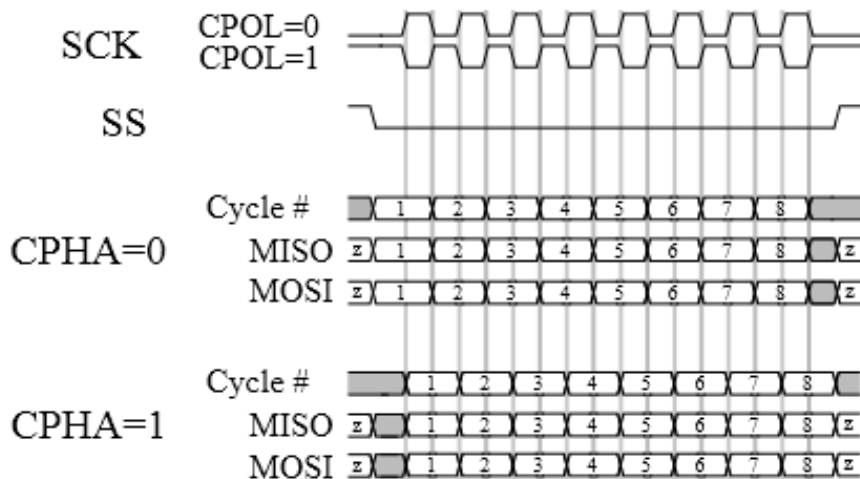 SCK CPOL=0
CPOL=1
SS
Cycle # 1 2 3 4 5 6 7 8
CPHA=0 MISO z 1 2 3 4 5 6 7 8 z
MOSI z 1 2 3 4 5 6 7 8 z
Cycle # 1 2 3 4 5 6 7 8
CPHA=1 MISO z 1 2 3 4 5 6 7 8 z
MOSI z 1 2 3 4 5 6 7 8 z